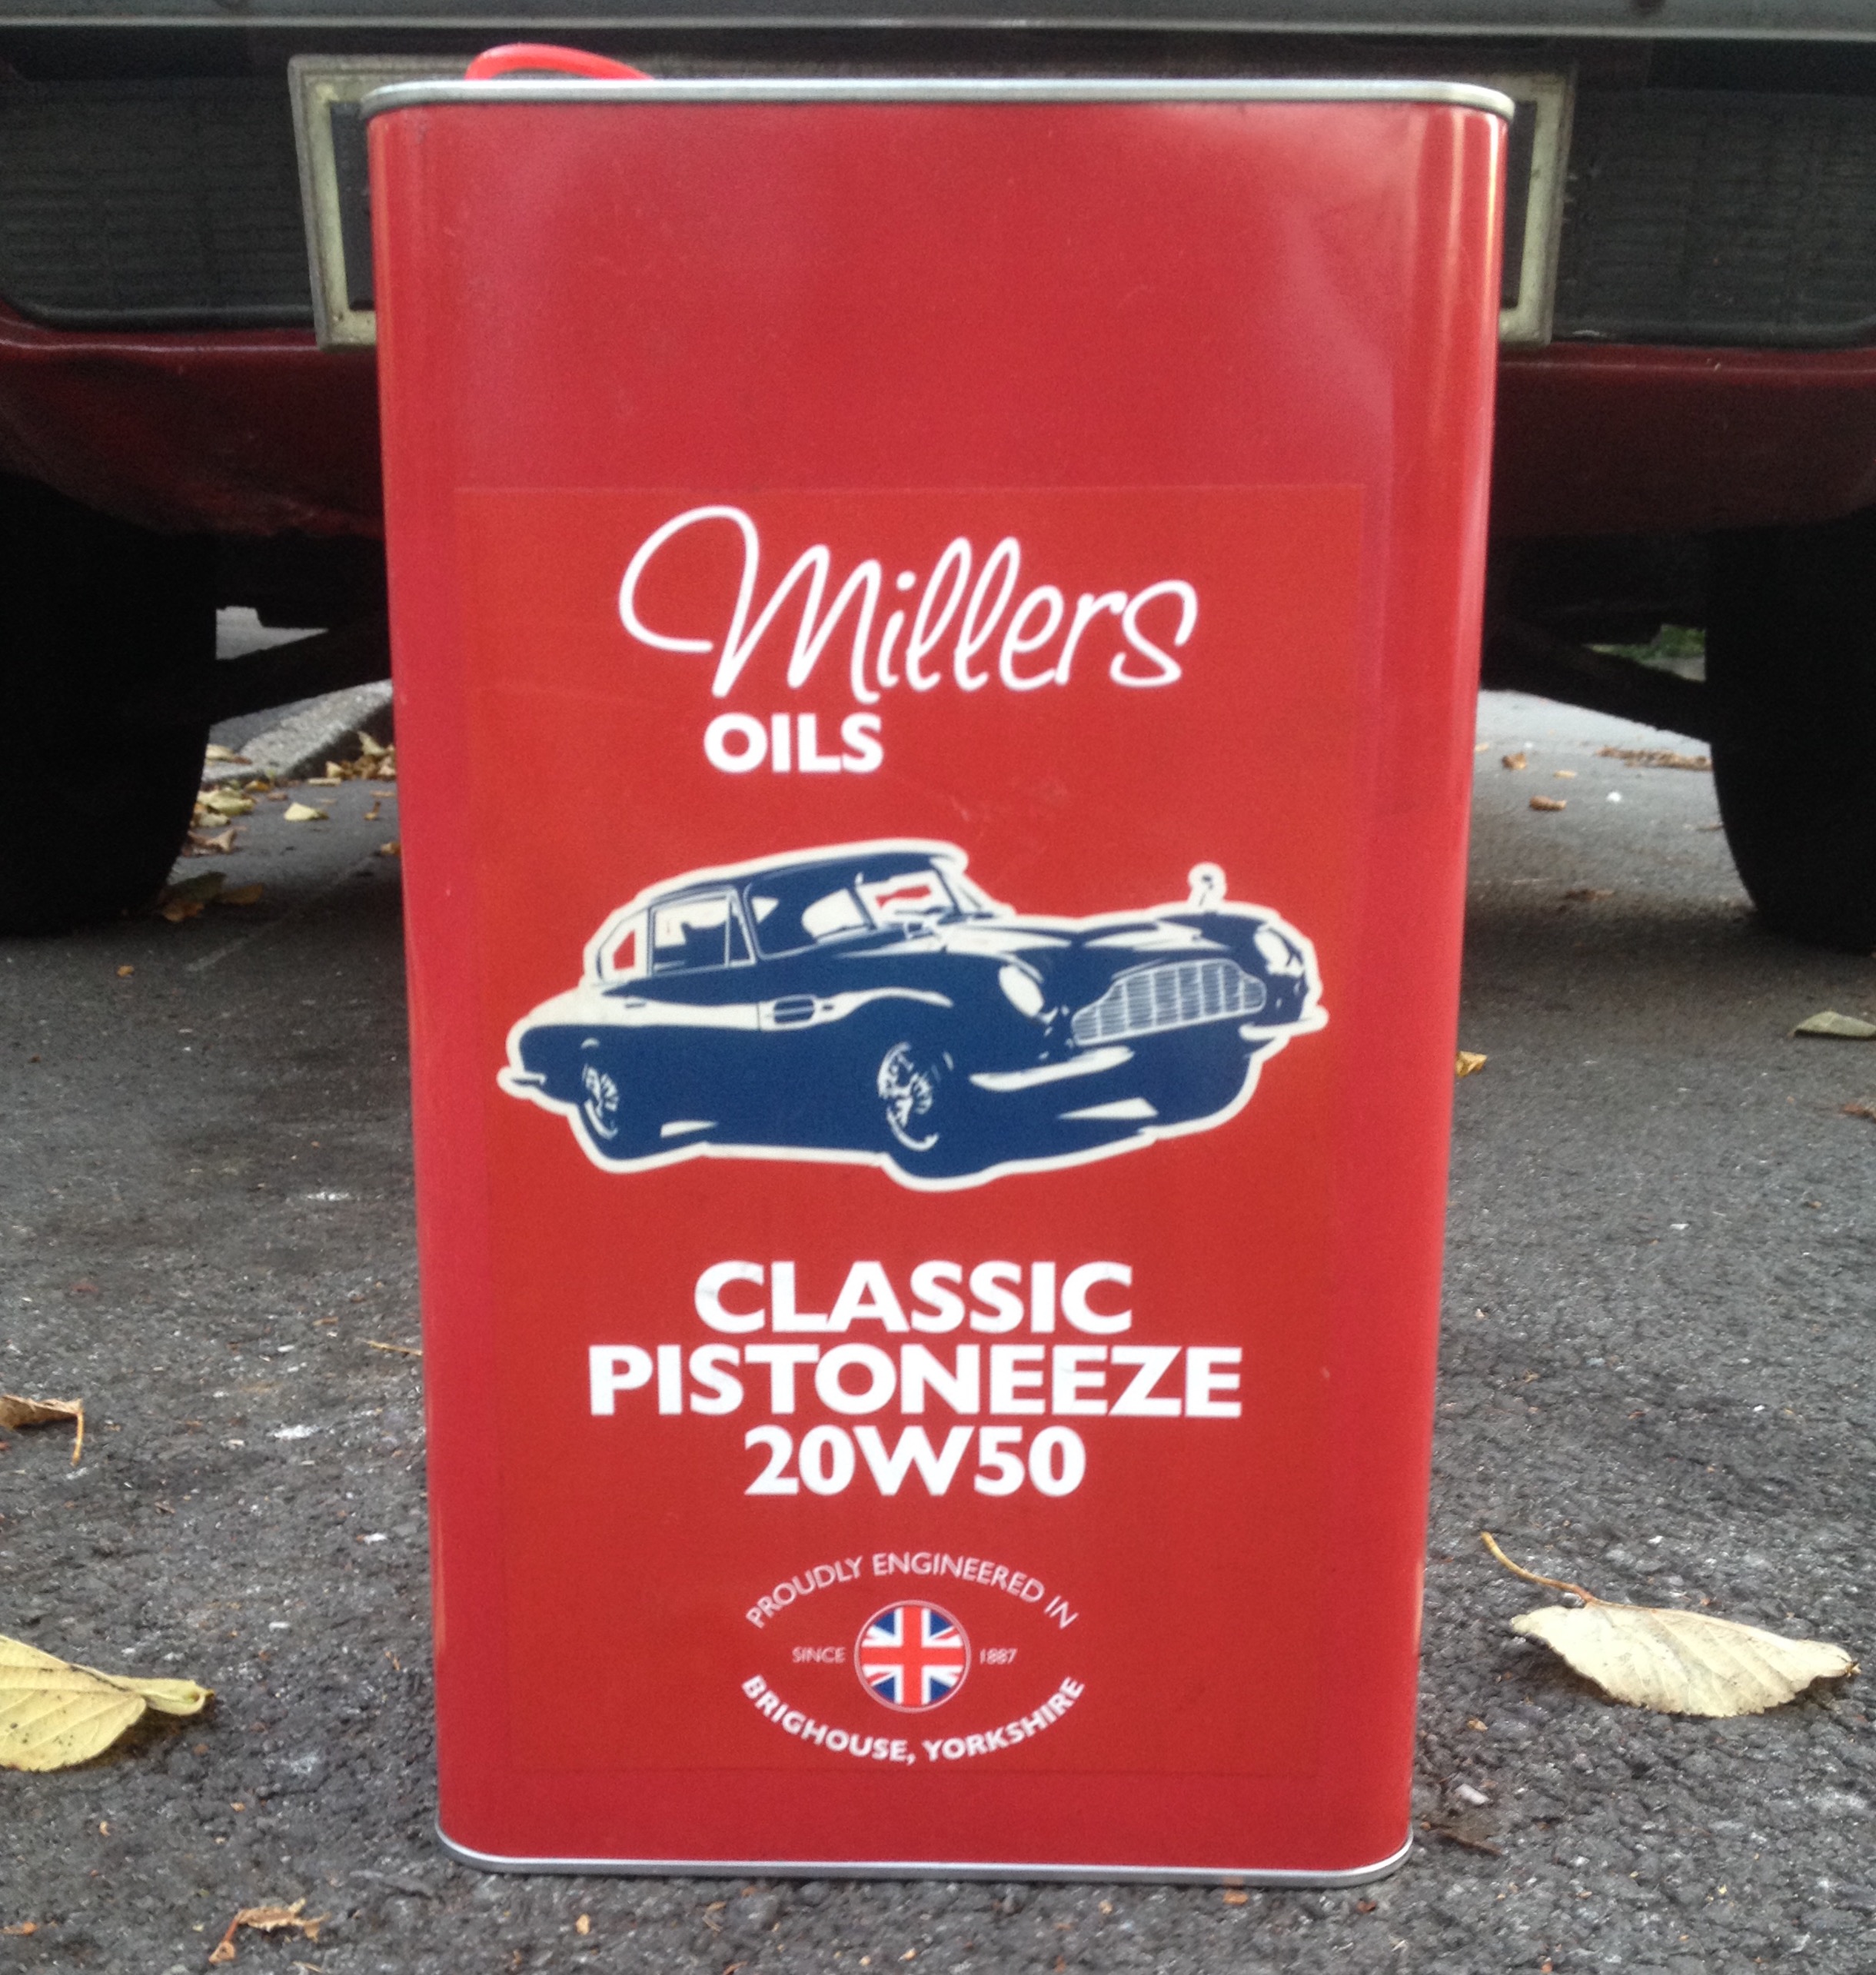 Millers
OILS
CLASSIC
PISTONEEZE
20W50
PROUDLY ENGINEERED IN
SINCE 1887
BRIGHOUSE, YORKSHIRE